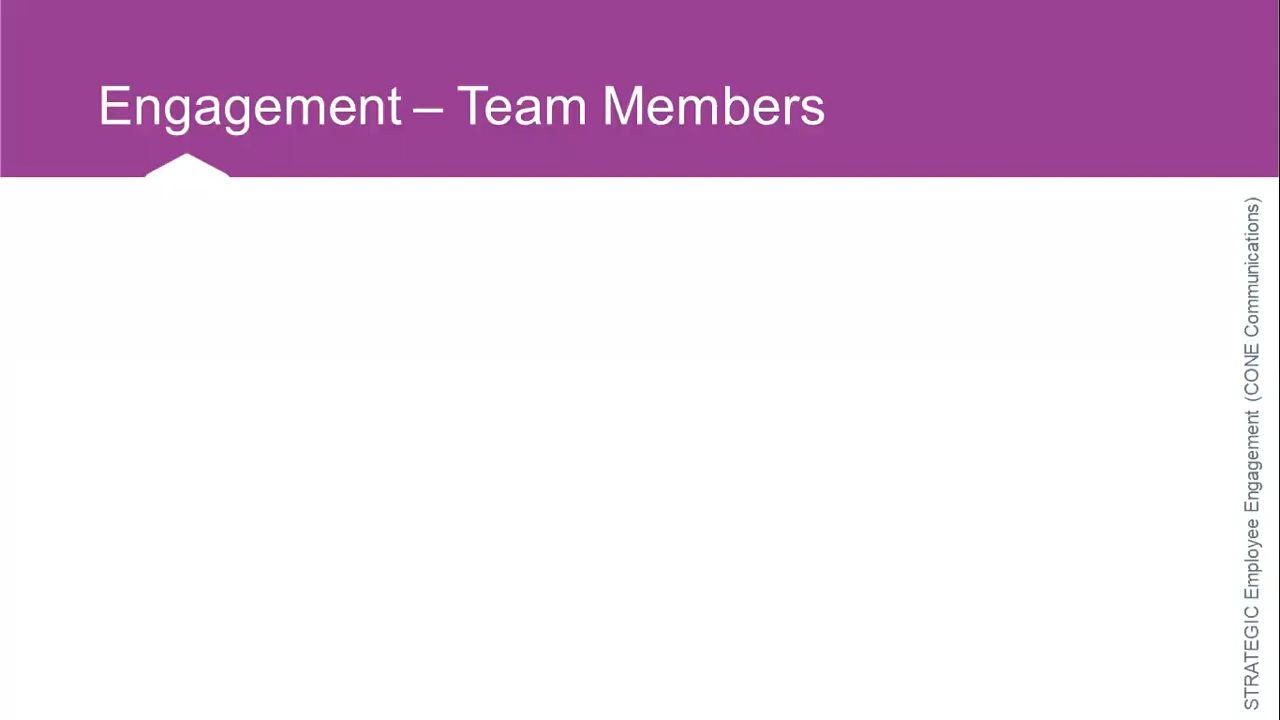 Engagement – Team Members
STRATEGIC Employee Engagement (CONE Communications)